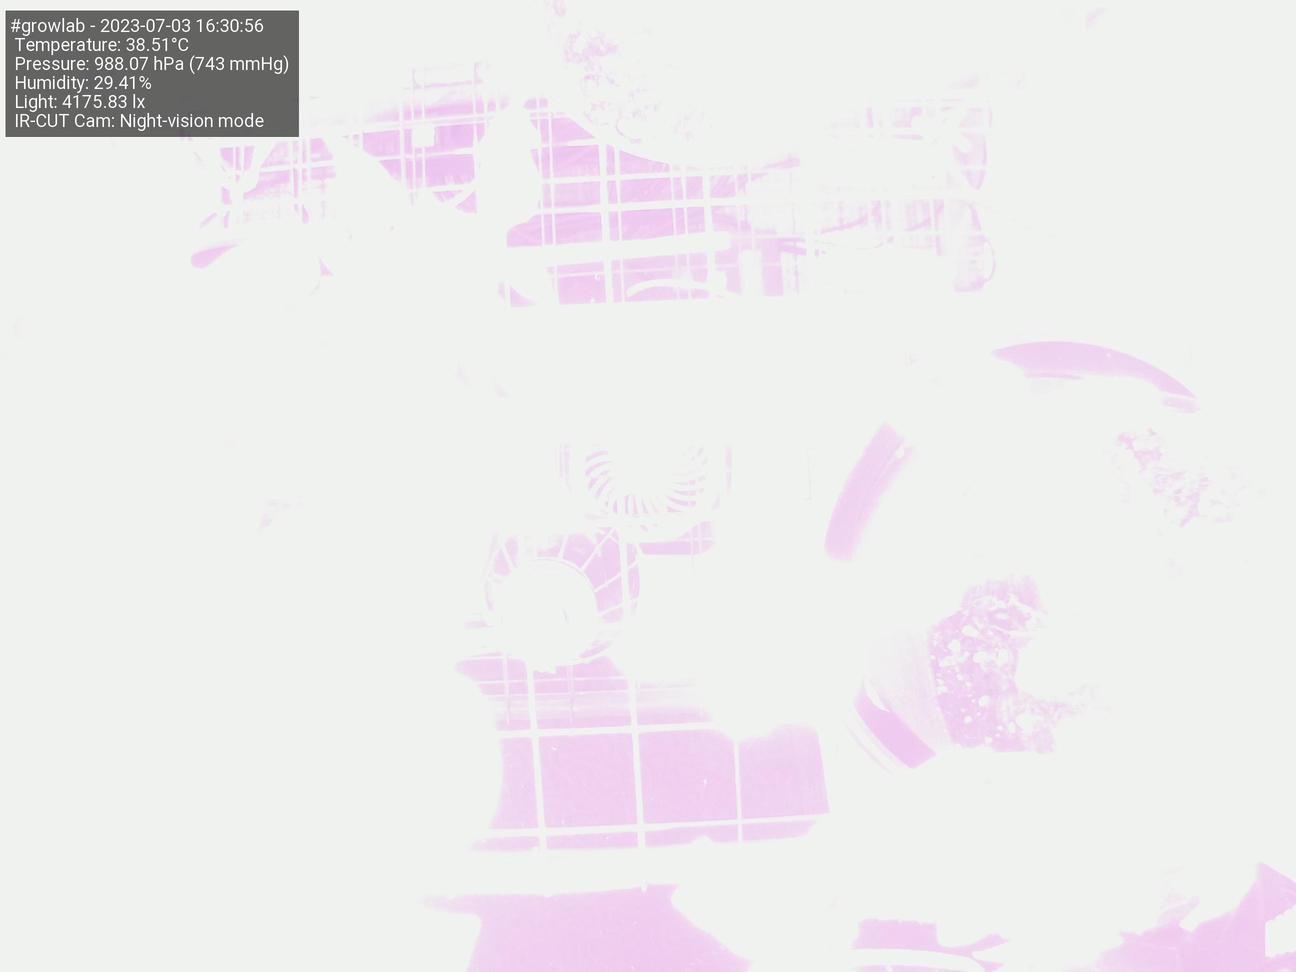 #growlab - 2023-07-03 16:30:56
Temperature: 38.51°C
Pressure: 988.07 hPa (743 mmHg)
Humidity: 29.41%
Light: 4175.83 lx
IR-CUT Cam: Night-vision mode